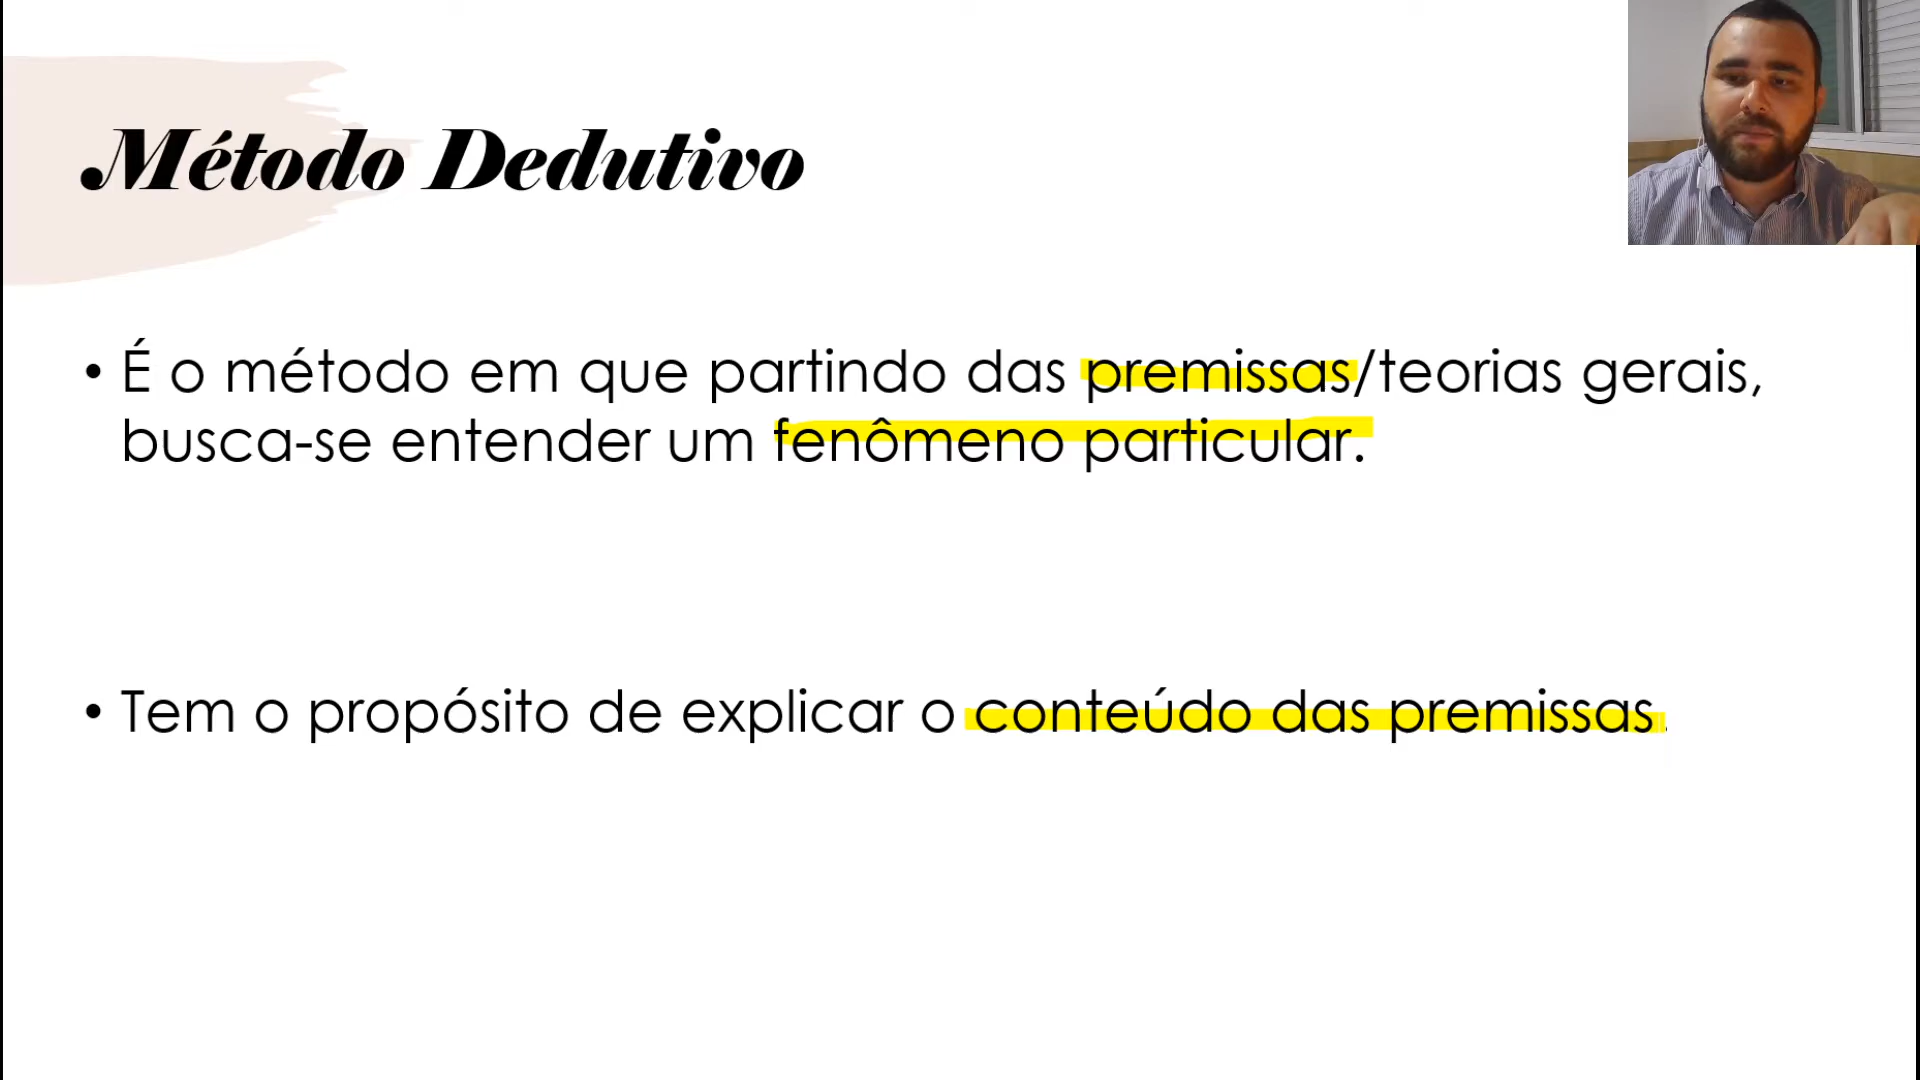 Método Dedutivo
• É o método em que partindo das premissas/teorias gerais,
busca-se entender um fenômeno particular.
• Tem o propósito de explicar o conteúdo das premissas.